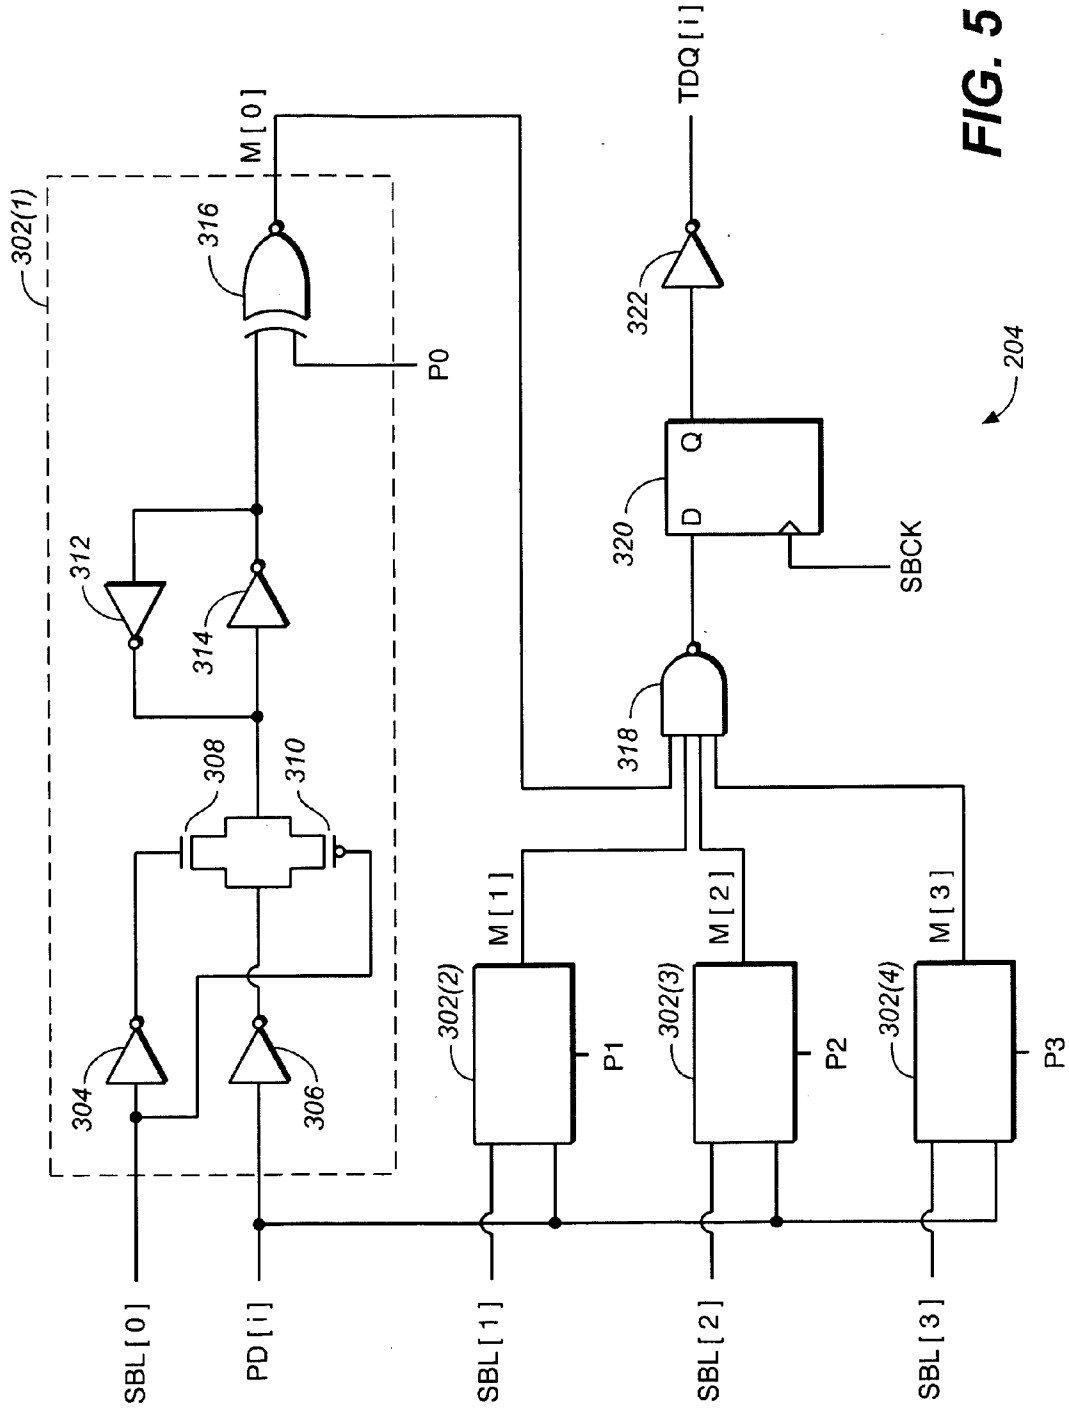 302(1)
SBL[0]
304
308
312
316
M[0]
PD[i]
306
310
314
P0
SBL[1]
302(2)
M[1]
P1
SBL[2]
302(3)
M[2]
P2
SBL[3]
302(4)
M[3]
P3
318
320
D
Q
SBCK
322
TDQ[i]
204
FIG. 5